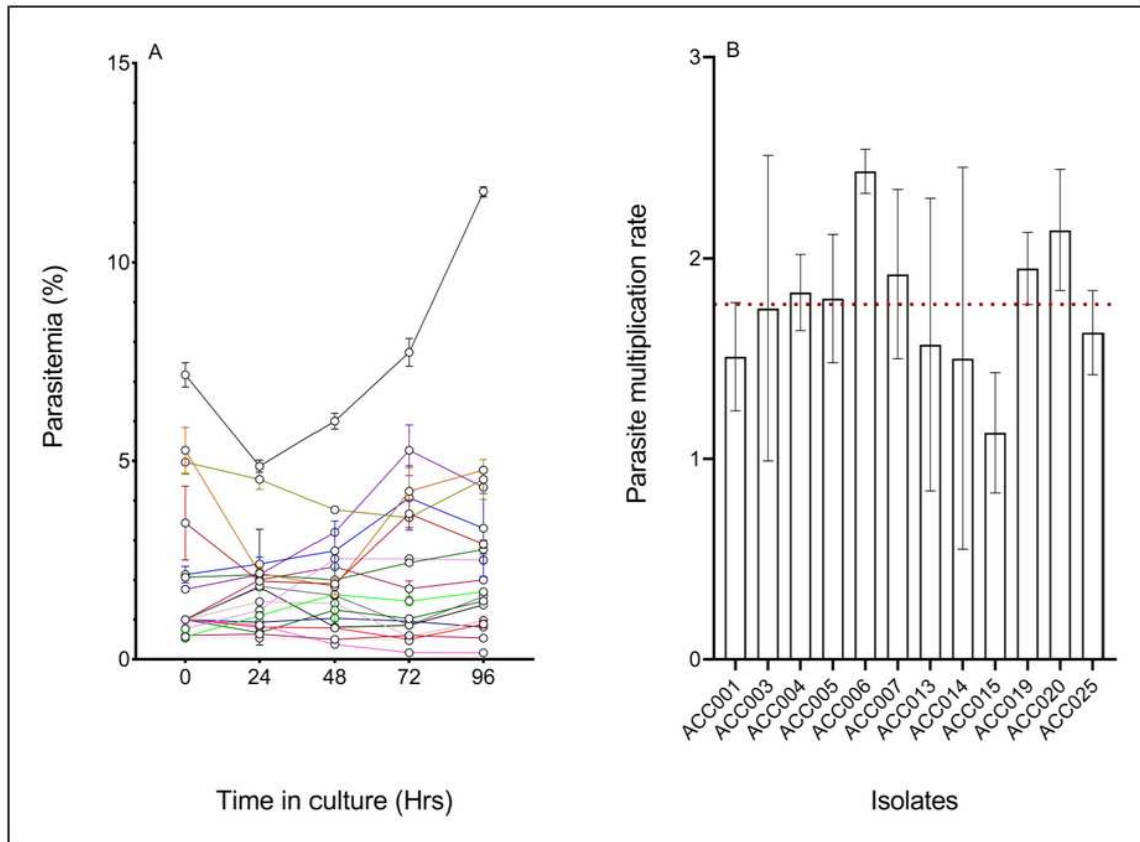 A
15
10
5
0
Parasitemia (%)
0 24 48 72 96
Time in culture (Hrs)
B
3
2
1
0
Parasite multiplication rate
ACC001 ACC003 ACC004 ACC005 ACC006 ACC007 ACC013 ACC014 ACC015 ACC019 ACC020 ACC025
Isolates